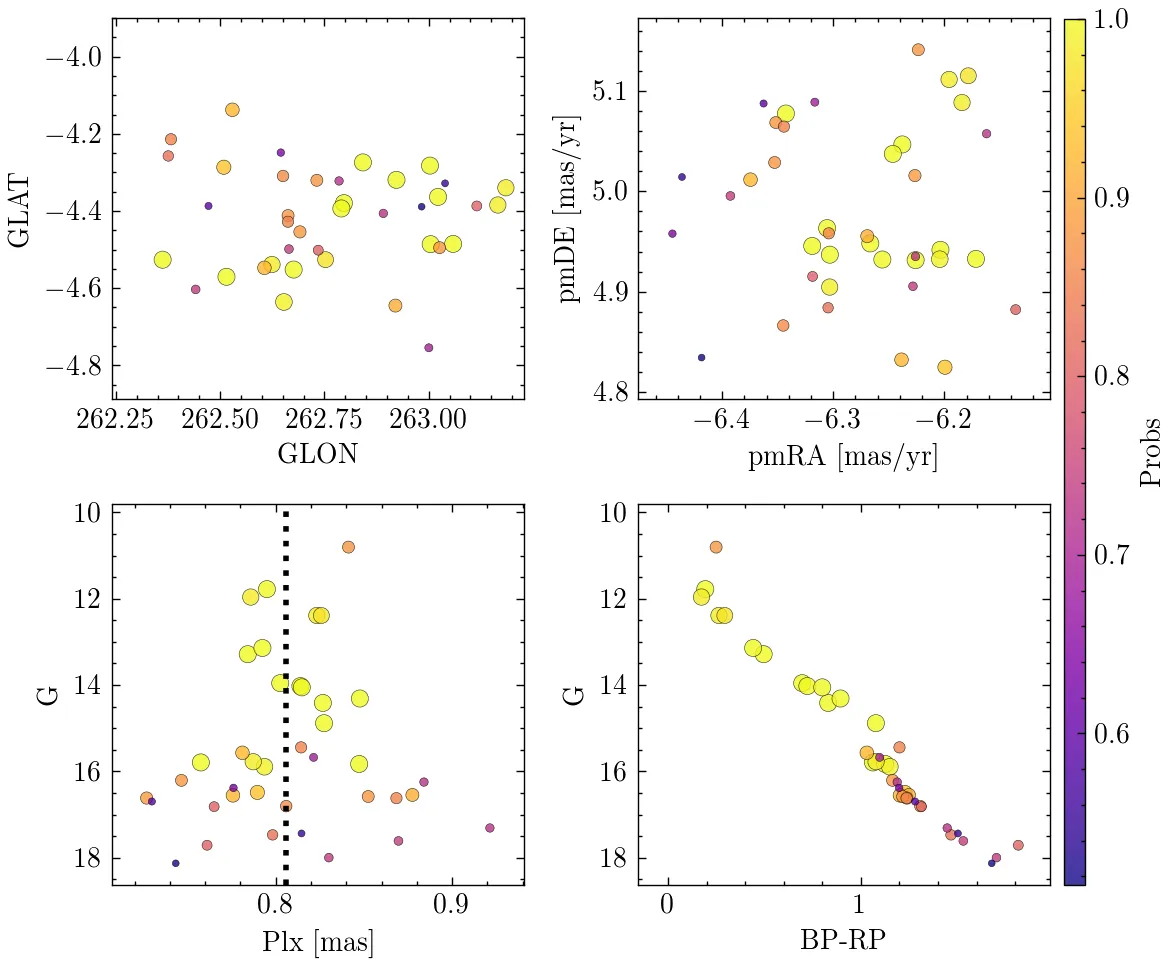 −4.0
−4.2
−4.4
−4.6
−4.8
GLAT
262.25 262.50 262.75 263.00
GLON
5.1
5.0
4.9
4.8
pmDE [mas/yr]
−6.4 −6.3 −6.2
pmRA [mas/yr]
1.0
0.9
0.8
0.7
0.6
Probs
10
12
14
16
18
G
0.8 0.9
Plx [mas]
10
12
14
16
18
G
0 1
BP-RP